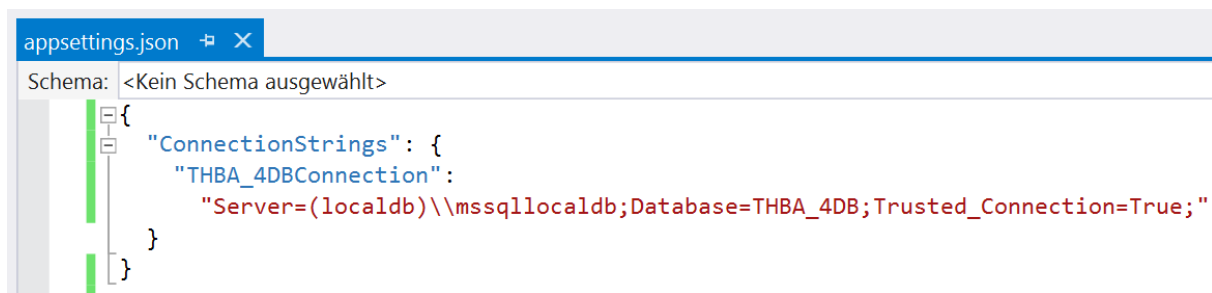 appsettings.json
Schema: <Kein Schema ausgewählt>
{
"ConnectionStrings": {
"THBA_4DBConnection":
"Server=(localdb)\\mssqllocaldb;Database=THBA_4DB;Trusted_Connection=True;"
}
}